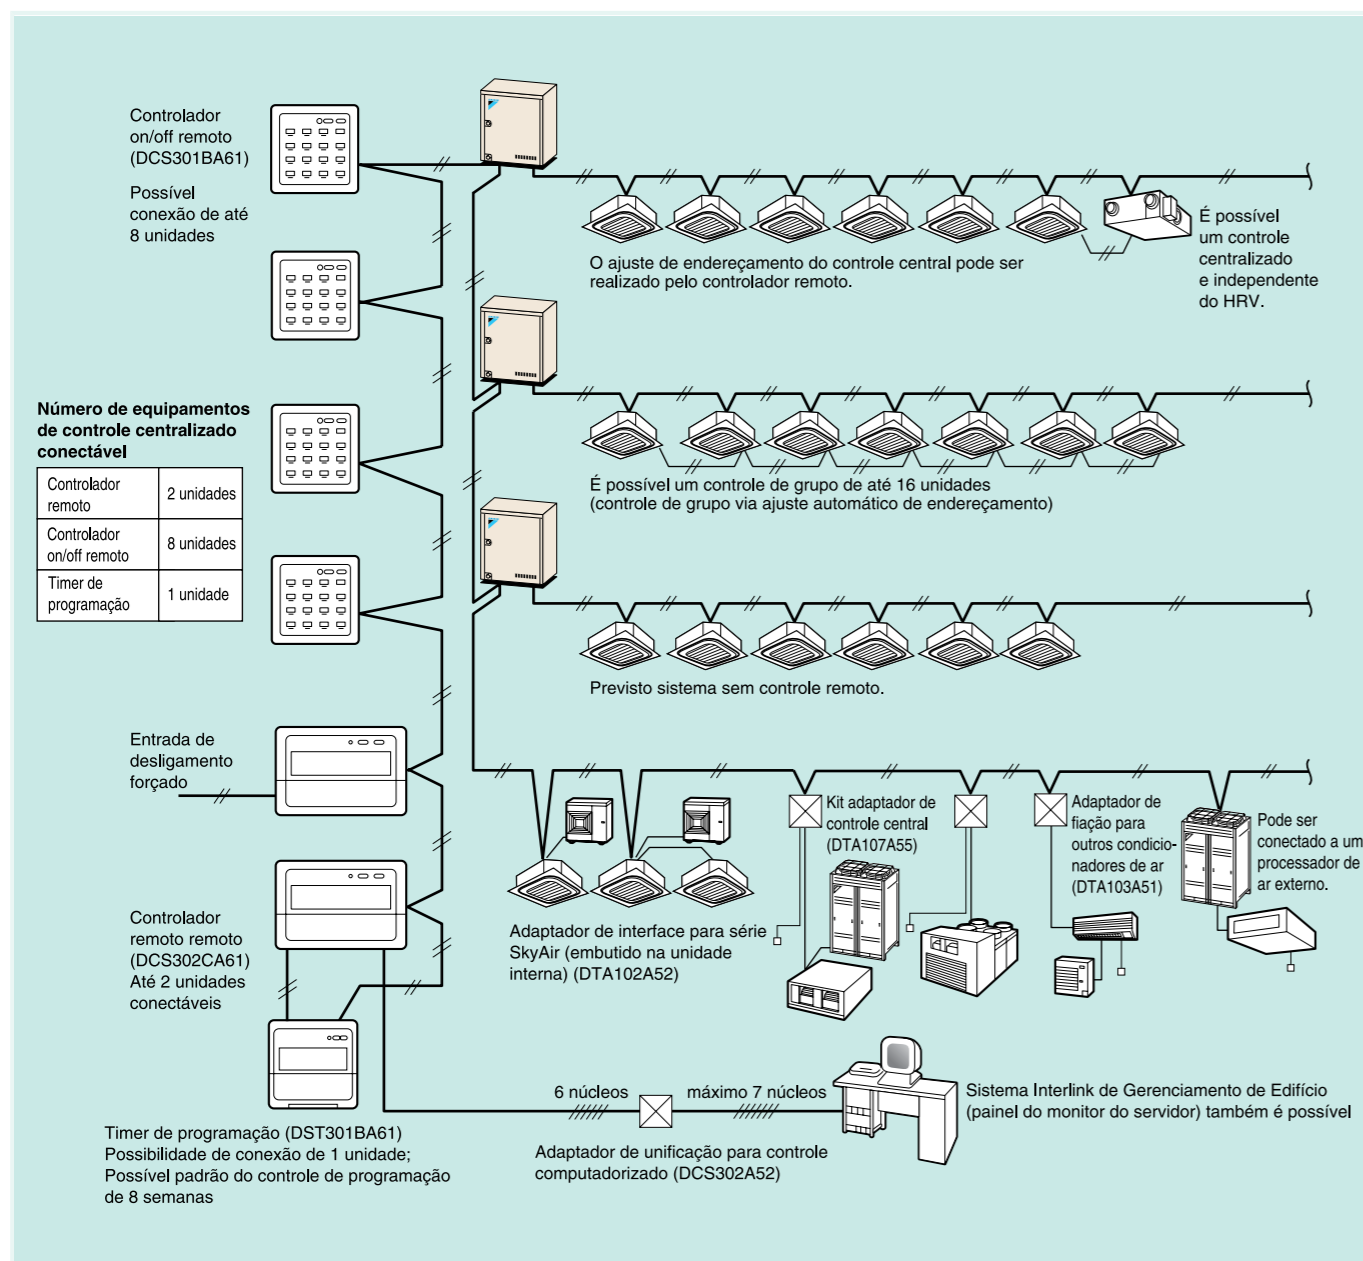 Controlador
on/off remoto
(DCS301BA61)
Possível
conexão de até
8 unidades
O ajuste de endereçamento do controle central pode ser
realizado pelo controlador remoto.
É possível
um controle
centralizado
e independente
do HRV.
Número de equipamentos
de controle centralizado
conectável
Controlador
remoto
2 unidades
Controlador
on/off remoto
8 unidades
Timer de
programação
1 unidade
É possível um controle de grupo de até 16 unidades
(controle de grupo via ajuste automático de endereçamento)
Previsto sistema sem controle remoto.
Entrada de
desligamento
forçado
Kit adaptador de
controle central
(DTA107A55)
Adaptador de
fiação para
outros condicio-
nadores de ar
(DTA103A51)
Pode ser
conectado a um
processador de
ar externo.
Controlador
remoto remoto
(DCS302CA61)
Até 2 unidades
conectáveis
Adaptador de interface para série
SkyAir (embutido na unidade
interna) (DTA102A52)
6 núcleos
máximo 7 núcleos
Sistema Interlink de Gerenciamento de Edifício
(painel do monitor do servidor) também é possível
Timer de programação (DST301BA61)
Possibilidade de conexão de 1 unidade;
Possível padrão do controle de programação
de 8 semanas
Adaptador de unificação para controle
computadorizado (DCS302A52)